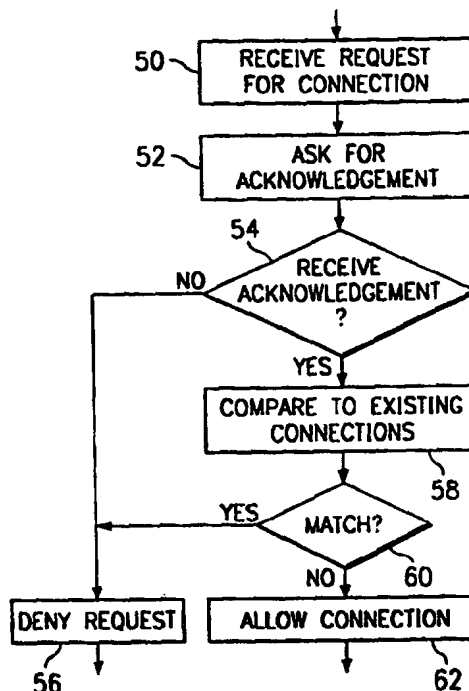 50
RECEIVE REQUEST
FOR CONNECTION
52
ASK FOR
ACKNOWLEDGEMENT
54
NO
RECEIVE
ACKNOWLEDGEMENT
?
YES
COMPARE TO EXISTING
CONNECTIONS
58
YES
MATCH?
60
NO
DENY REQUEST
ALLOW CONNECTION
56
62